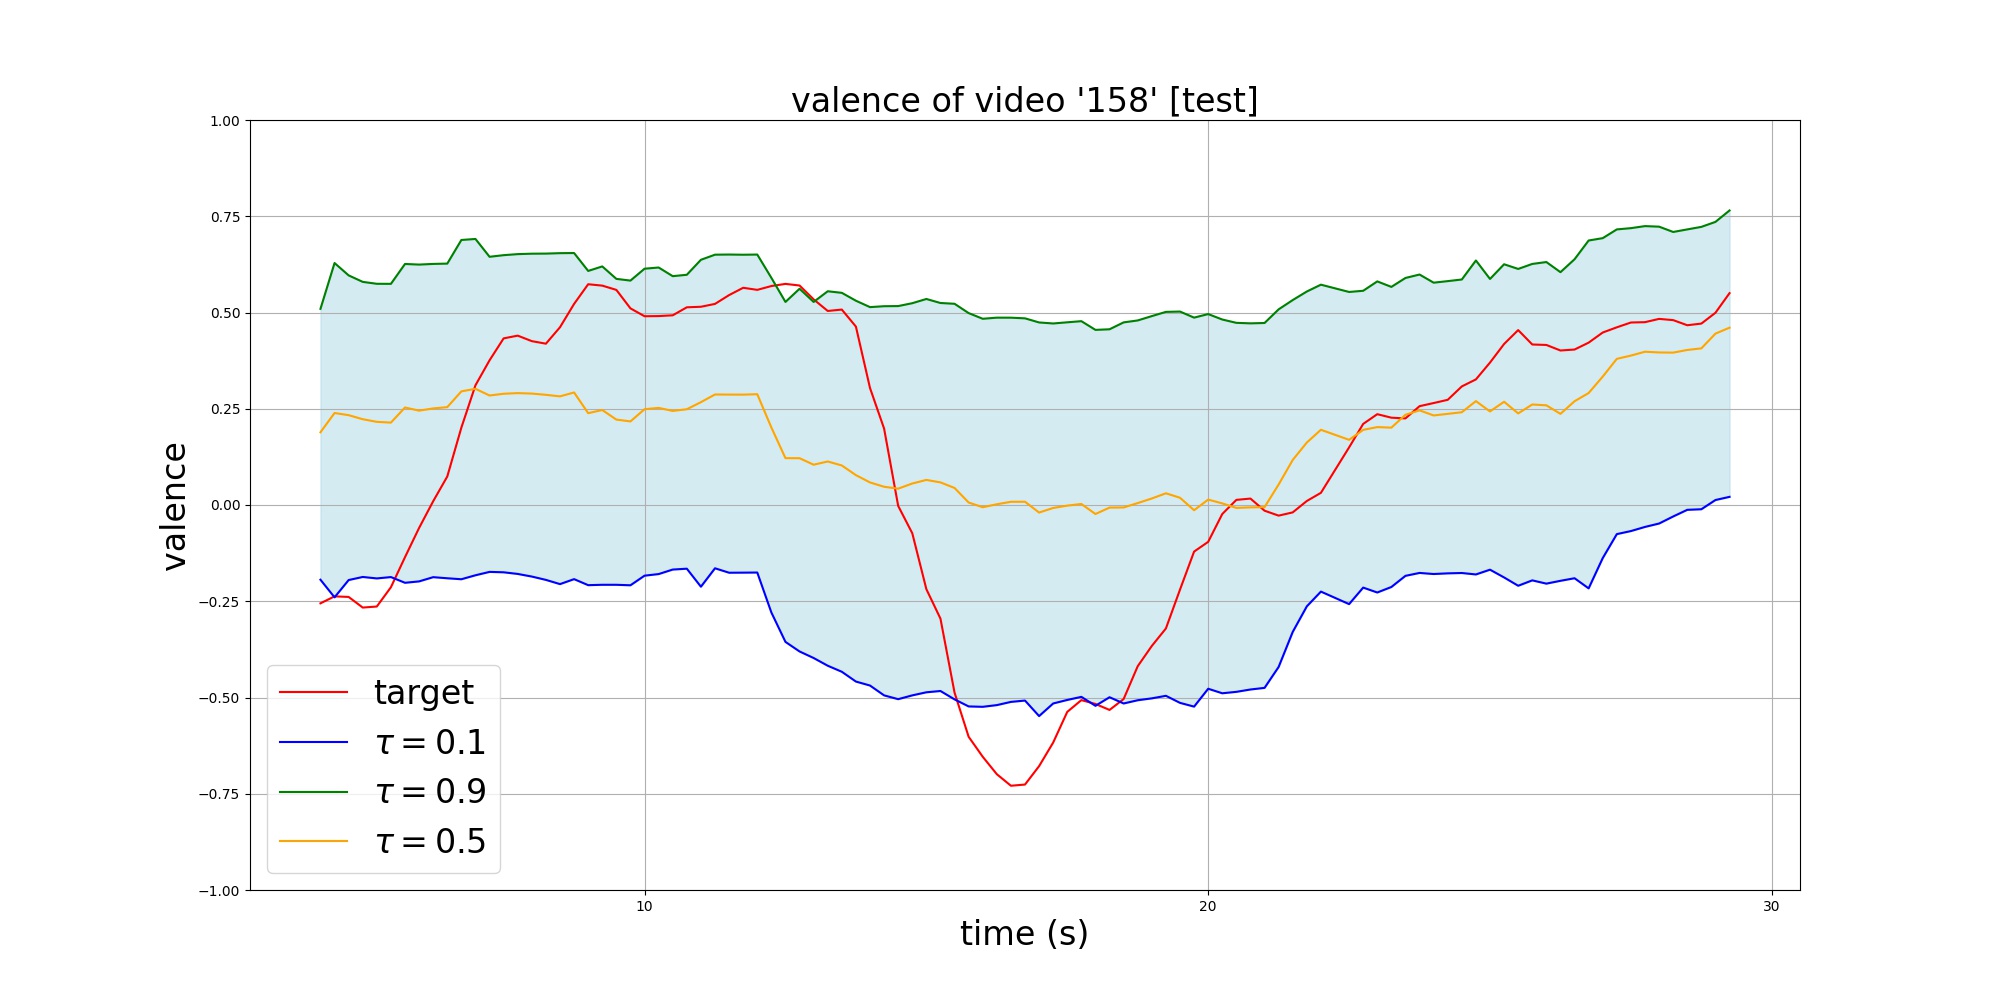 valence of video '158' [test]
1.00
0.75
0.50
0.25
0.00
−0.25
−0.50
−0.75
−1.00
valence
target
τ = 0.1
τ = 0.9
τ = 0.5
10
20
30
time (s)